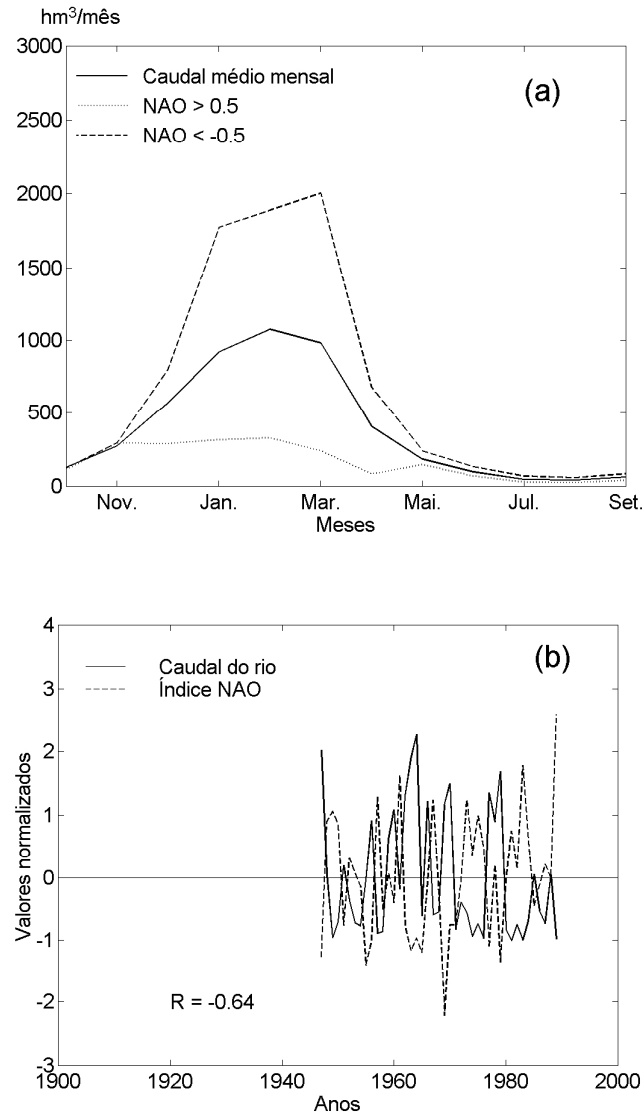 hm³/mês
3000
Caudal médio mensal
(a)
NAO > 0.5
2500
NAO < -0.5
2000
1500
1000
500
0
Nov. Jan. Mar. Mai. Jul. Set.
Meses
4
Caudal do rio
(b)
Índice NAO
3
2
Valores normalizados
1
0
-1
R = -0.64
-2
-3
1900 1920 1940 1960 1980 2000
Anos